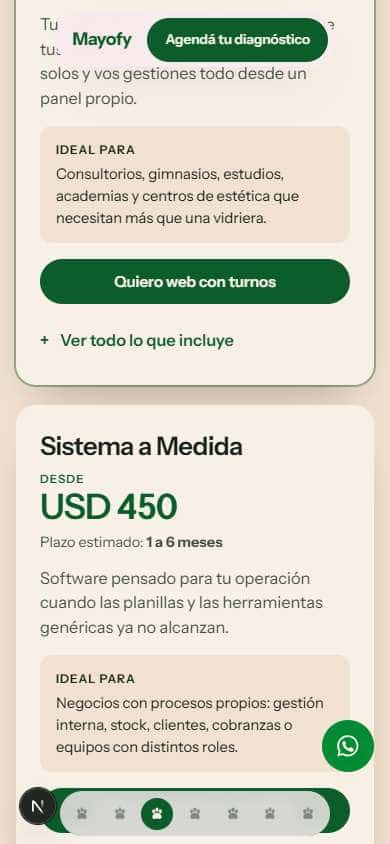 Mayofy
Agendá tu diagnóstico
solos y vos gestiones todo desde un
panel propio.
IDEAL PARA
Consultorios, gimnasios, estudios,
academias y centros de estética que
necesitan más que una vidriera.
Quiero web con turnos
+ Ver todo lo que incluye
Sistema a Medida
DESDE
USD 450
Plazo estimado: 1 a 6 meses
Software pensado para tu operación
cuando las planillas y las herramientas
genéricas ya no alcanzan.
IDEAL PARA
Negocios con procesos propios: gestión
interna, stock, clientes, cobranzas o
equipos con distintos roles.
N